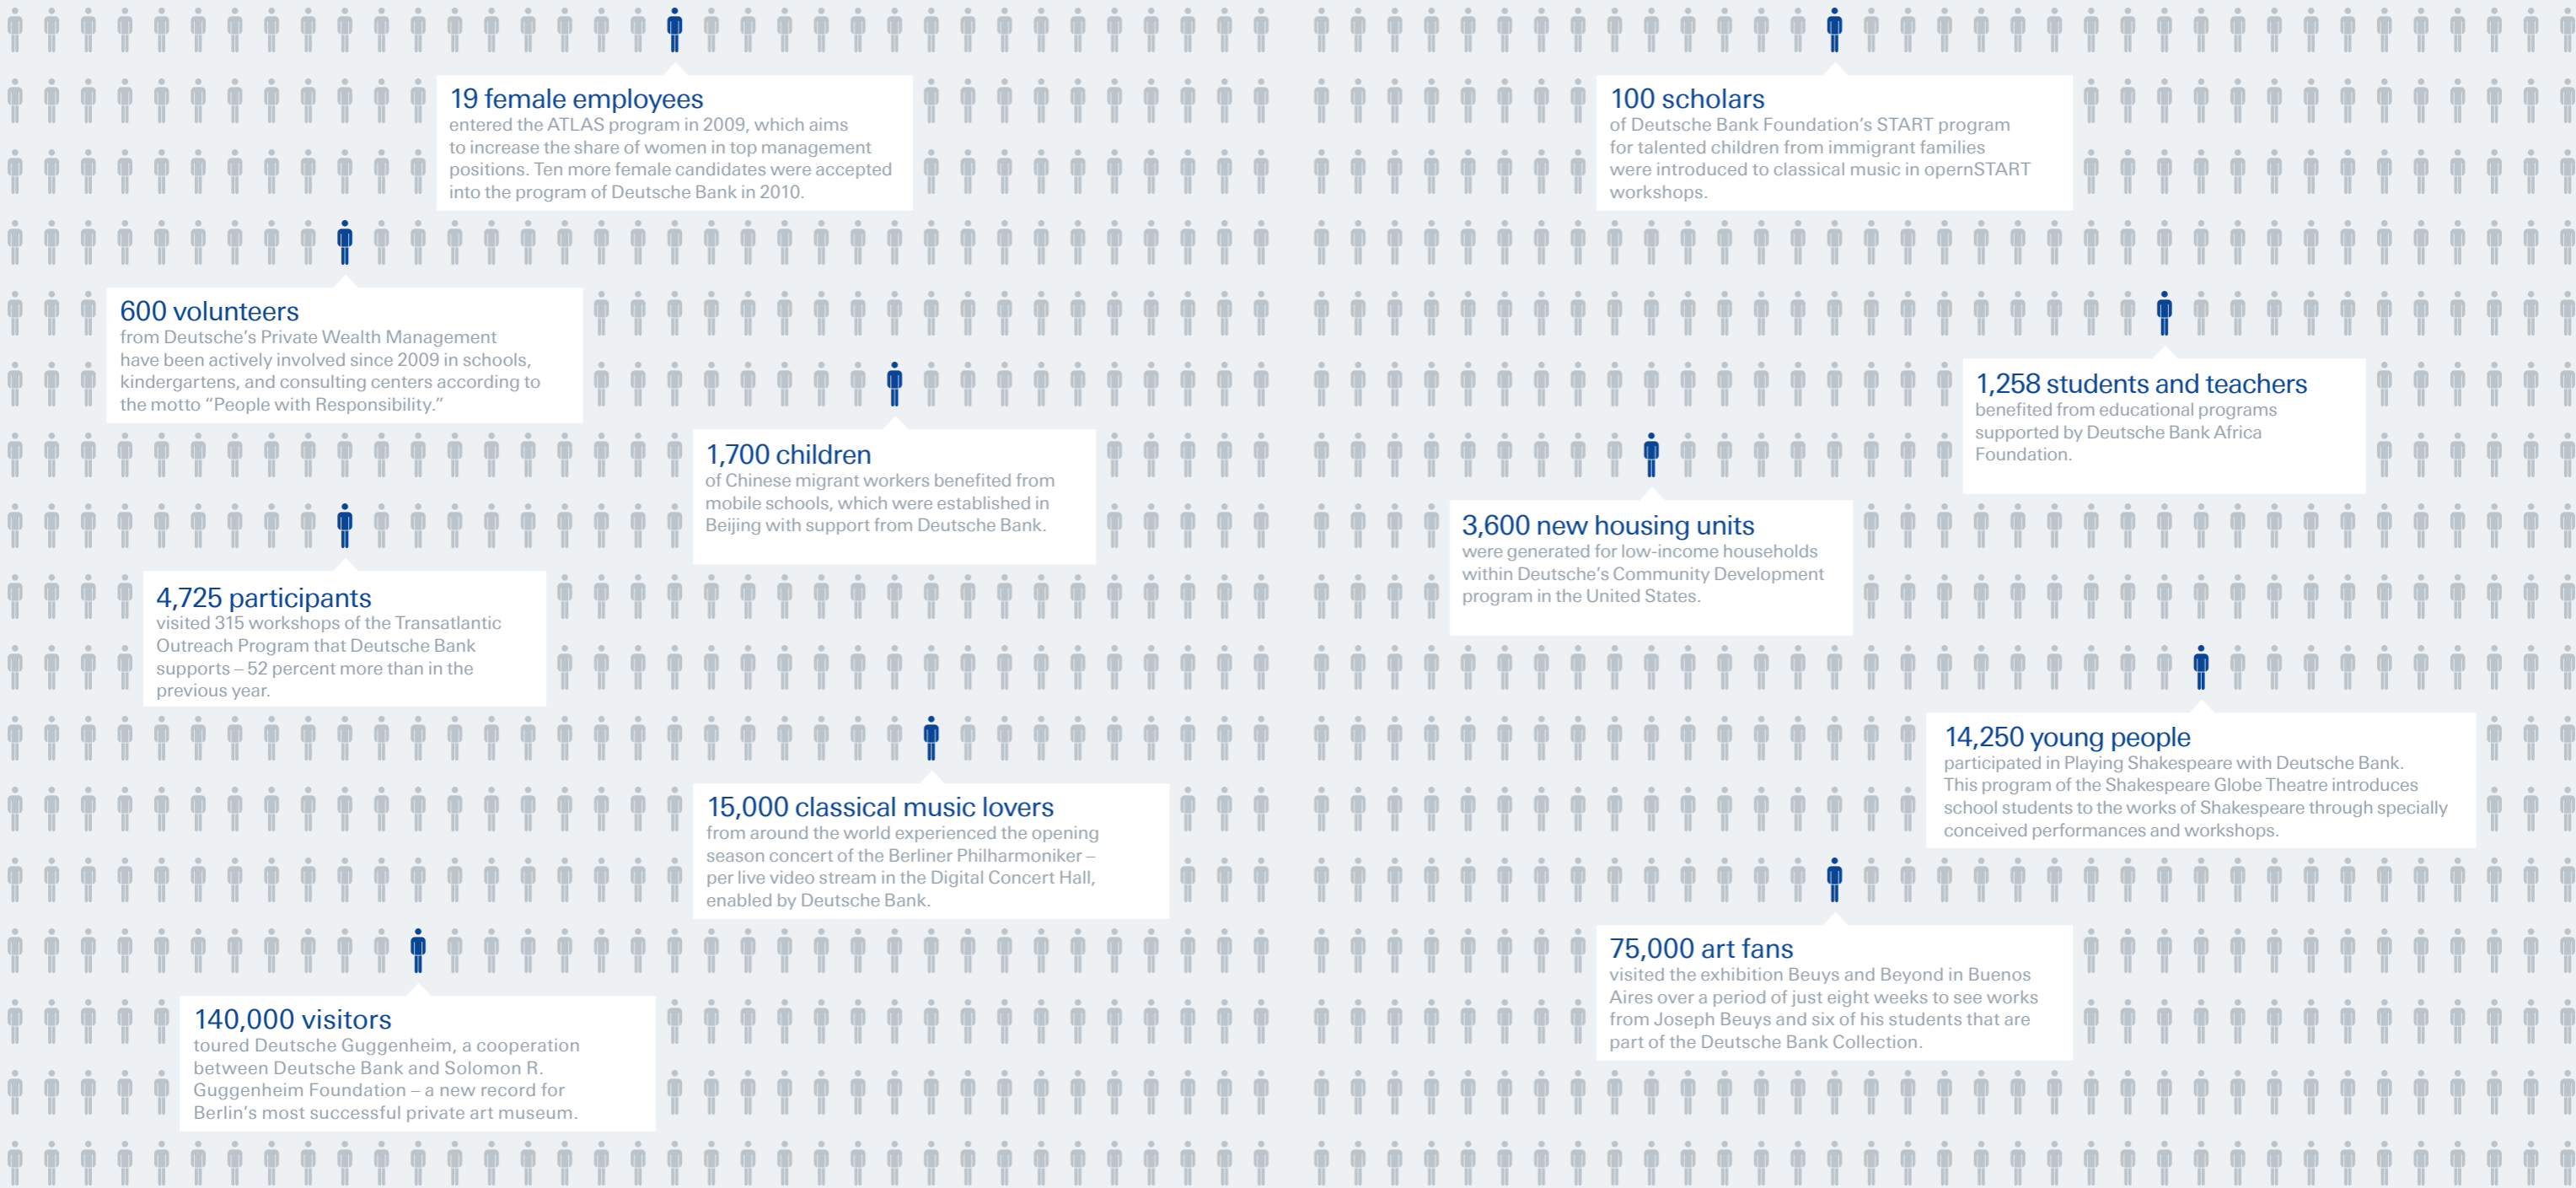 19 female employees
entered the ATLAS program in 2009, which aims
to increase the share of women in top management
positions. Ten more female candidates were accepted
into the program of Deutsche Bank in 2010.
600 volunteers
from Deutsche's Private Wealth Management
have been actively involved since 2009 in schools,
kindergartens, and consulting centers according to
the motto “People with Responsibility.”
1,700 children
of Chinese migrant workers benefited from
mobile schools, which were established in
Beijing with support from Deutsche Bank.
4,725 participants
visited 315 workshops of the Transatlantic
Outreach Program that Deutsche Bank
supports – 52 percent more than in the
previous year.
15,000 classical music lovers
from around the world experienced the opening
season concert of the Berliner Philharmoniker –
per live video stream in the Digital Concert Hall,
enabled by Deutsche Bank.
140,000 visitors
toured Deutsche Guggenheim, a cooperation
between Deutsche Bank and Solomon R.
Guggenheim Foundation – a new record for
Berlin's most successful private art museum.
100 scholars
of Deutsche Bank Foundation's START program
for talented children from immigrant families
were introduced to classical music in opernSTART
workshops.
1,258 students and teachers
benefited from educational programs
supported by Deutsche Bank Africa
Foundation.
3,600 new housing units
were generated for low-income households
within Deutsche's Community Development
program in the United States.
14,250 young people
participated in Playing Shakespeare with Deutsche Bank.
This program of the Shakespeare Globe Theatre introduces
school students to the works of Shakespeare through specially
conceived performances and workshops.
75,000 art fans
visited the exhibition Beuys and Beyond in Buenos
Aires over a period of just eight weeks to see works
from Joseph Beuys and six of his students that are
part of the Deutsche Bank Collection.